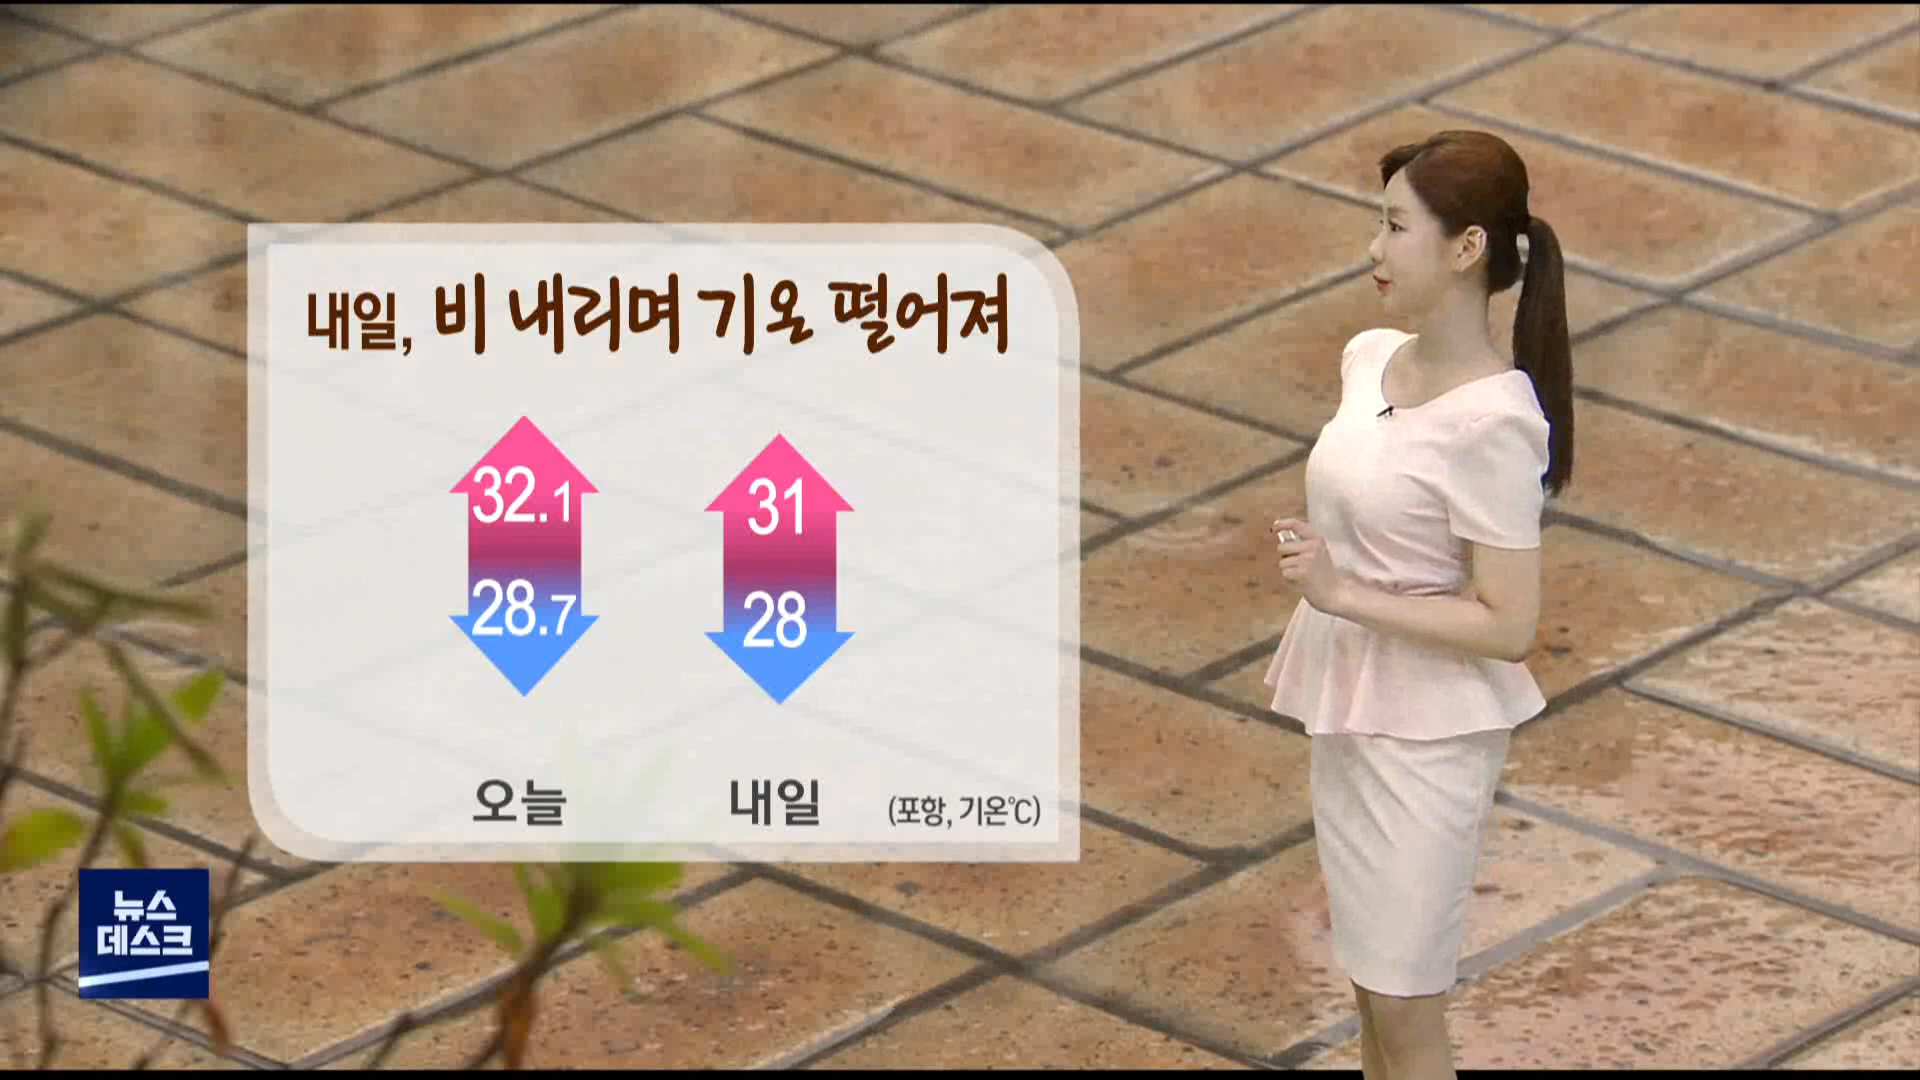 내일, 비 내리며 기온 떨어져
32.1
28.7
31
28
오늘
내일
(포항, 기온℃)
뉴스
데스크